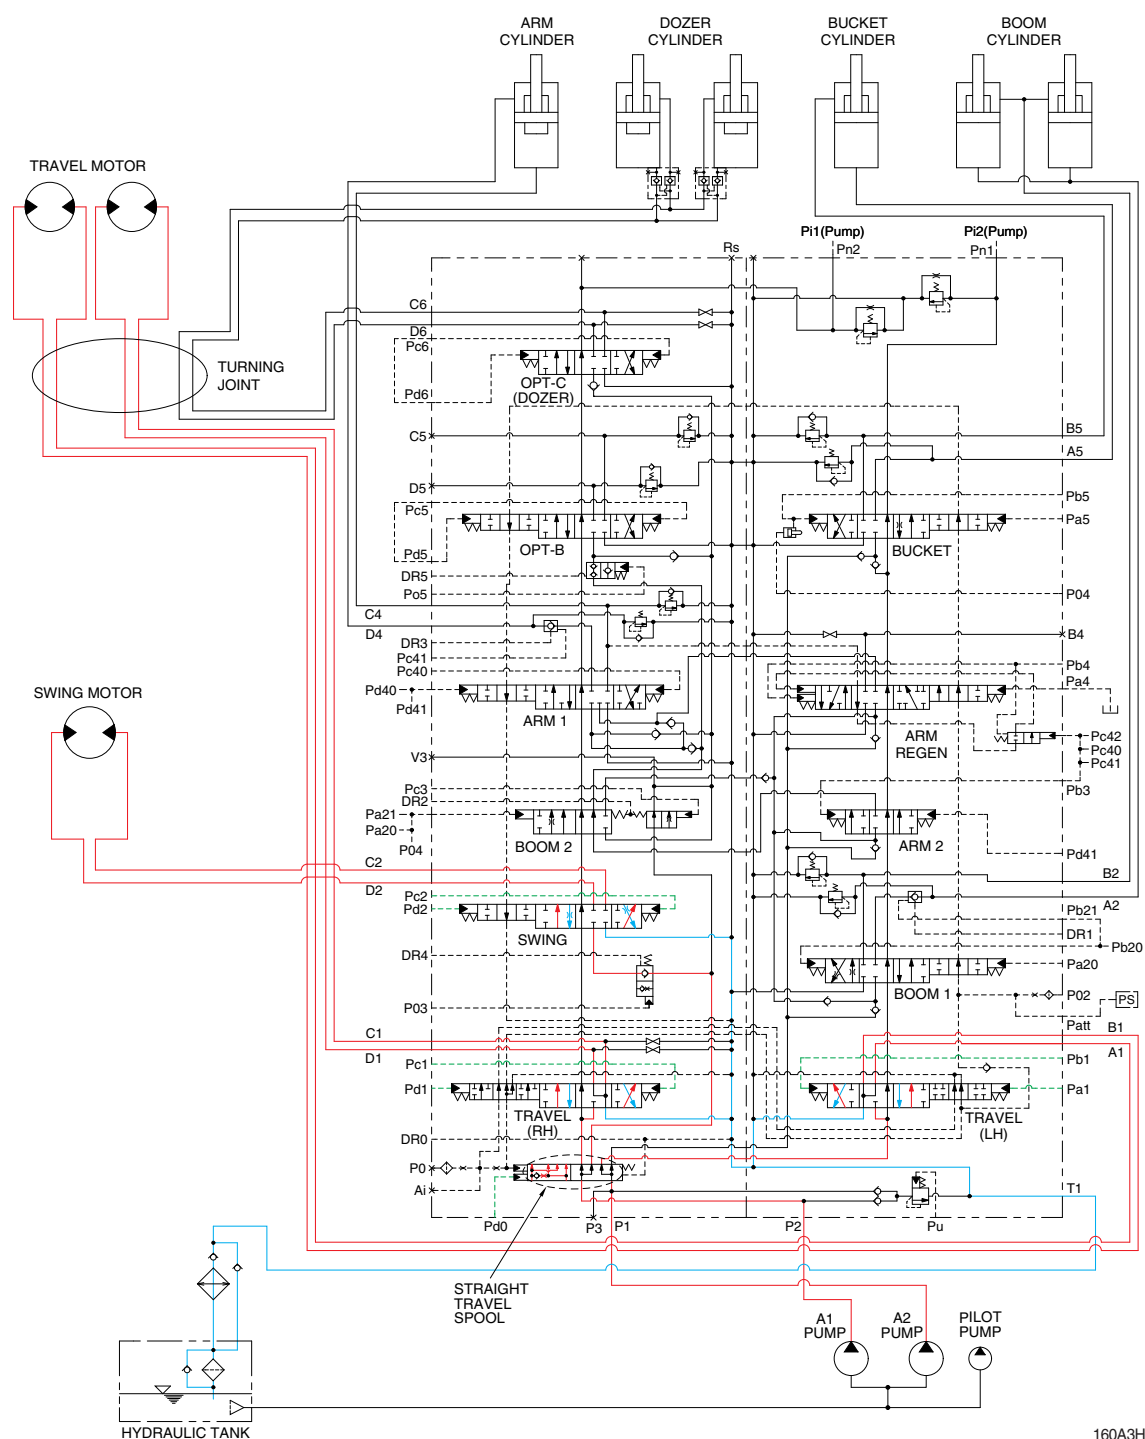 ARM
CYLINDER
DOZER
CYLINDER
BUCKET
CYLINDER
BOOM
CYLINDER
TRAVEL MOTOR
Pi1(Pump)
Pi2(Pump)
Rs
Pn2
Pn1
C6
D6
Pc6
TURNING
JOINT
OPT-C
(DOZER)
Pd6
C5
B5
A5
D5
Pb5
Pc5
Pa5
OPT-B
BUCKET
Pd5
DR5
Po5
P04
C4
D4
B4
DR3
Pc41
Pb4
Pc40
Pa4
Pd40
Pd41
SWING MOTOR
ARM 1
ARM
REGEN
Pc42
Pc40
Pc41
V3
Pb3
Pc3
DR2
Pa21
Pa20
P04
BOOM 2
ARM 2
Pd41
C2
B2
D2
Pc2
Pd2
A2
Pb21
SWING
DR1
Pb20
DR4
Pa20
P03
BOOM 1
P02
PS
Patt
C1
B1
D1
A1
Pc1
Pb1
Pd1
Pa1
TRAVEL
(RH)
TRAVEL
(LH)
DR0
P0
Ai
T1
Pd0
P3
P1
P2
Pu
STRAIGHT
TRAVEL
SPOOL
A1
PUMP
A2
PUMP
PILOT
PUMP
HYDRAULIC TANK
160A3H